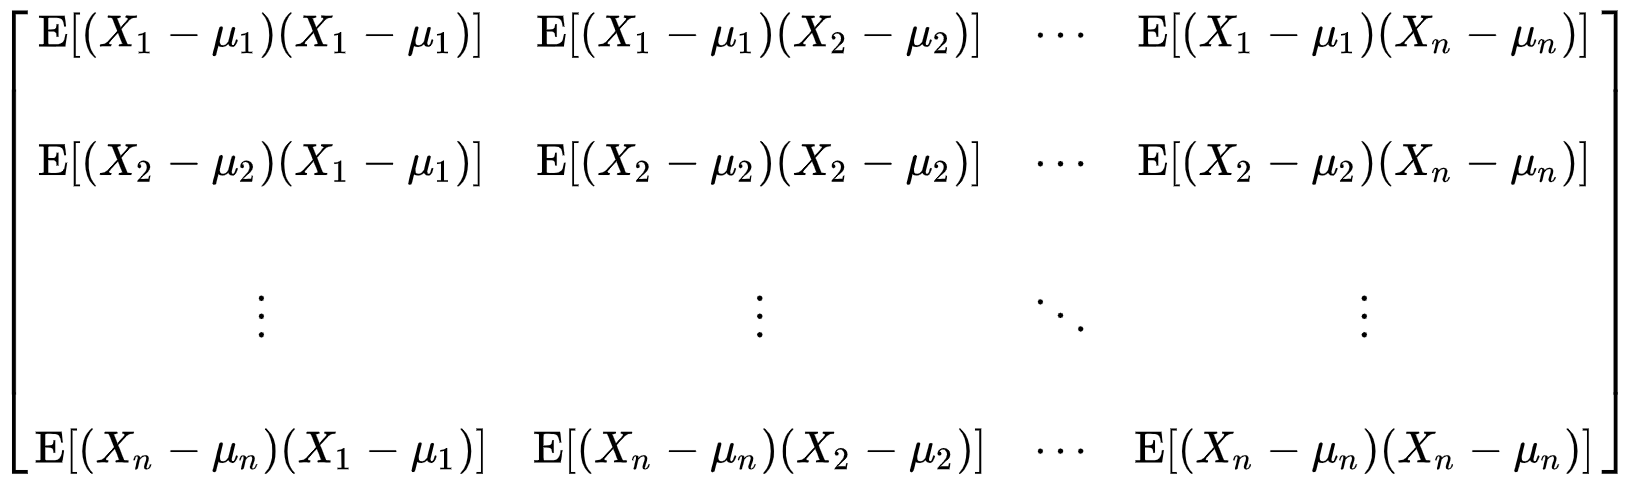 E[(X₁ − μ₁)(X₁ − μ₁)] E[(X₁ − μ₁)(X₂ − μ₂)] ⋯ E[(X₁ − μ₁)(Xₙ − μₙ)]
E[(X₂ − μ₂)(X₁ − μ₁)] E[(X₂ − μ₂)(X₂ − μ₂)] ⋯ E[(X₂ − μ₂)(Xₙ − μₙ)]
⋮ ⋮ ⋱ ⋮
E[(Xₙ − μₙ)(X₁ − μ₁)] E[(Xₙ − μₙ)(X₂ − μ₂)] ⋯ E[(Xₙ − μₙ)(Xₙ − μₙ)]